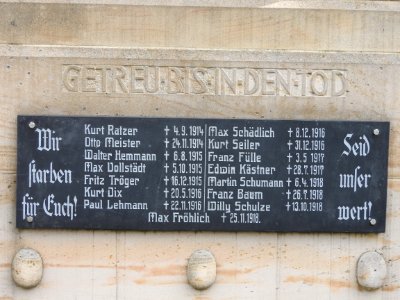 GETREU·BIS·IN·DEN·TOD
Wir
starben
für Euch!
Kurt Ratzer † 4.9.1914
Otto Meister † 24.11.1914
Walter Hemmann † 6.8.1915
Max Dollstädt † 5.10.1915
Fritz Tröger † 16.12.1915
Kurt Dix † 20.5.1916
Paul Lehmann † 22.11.1916
Max Schädlich † 8.12.1916
Kurt Seiler † 31.12.1916
Franz Fülle † 3.5.1917
Edwin Kästner † 28.7.1917
Martin Schumann † 6.4.1918
Franz Baum † 26.7.1918
Willy Schulze † 13.10.1918
Max Fröhlich † 25.11.1918.
Seid
unser
wert!